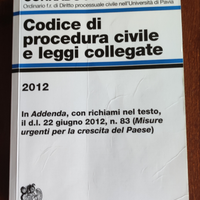 Ordinario f.r. di Diritto processuale civile nell'Università di Pavia
Codice di
procedura civile
e leggi collegate
2012
In Addenda, con richiami nel testo,
il d.l. 22 giugno 2012, n. 83 (Misure
urgenti per la crescita del Paese)